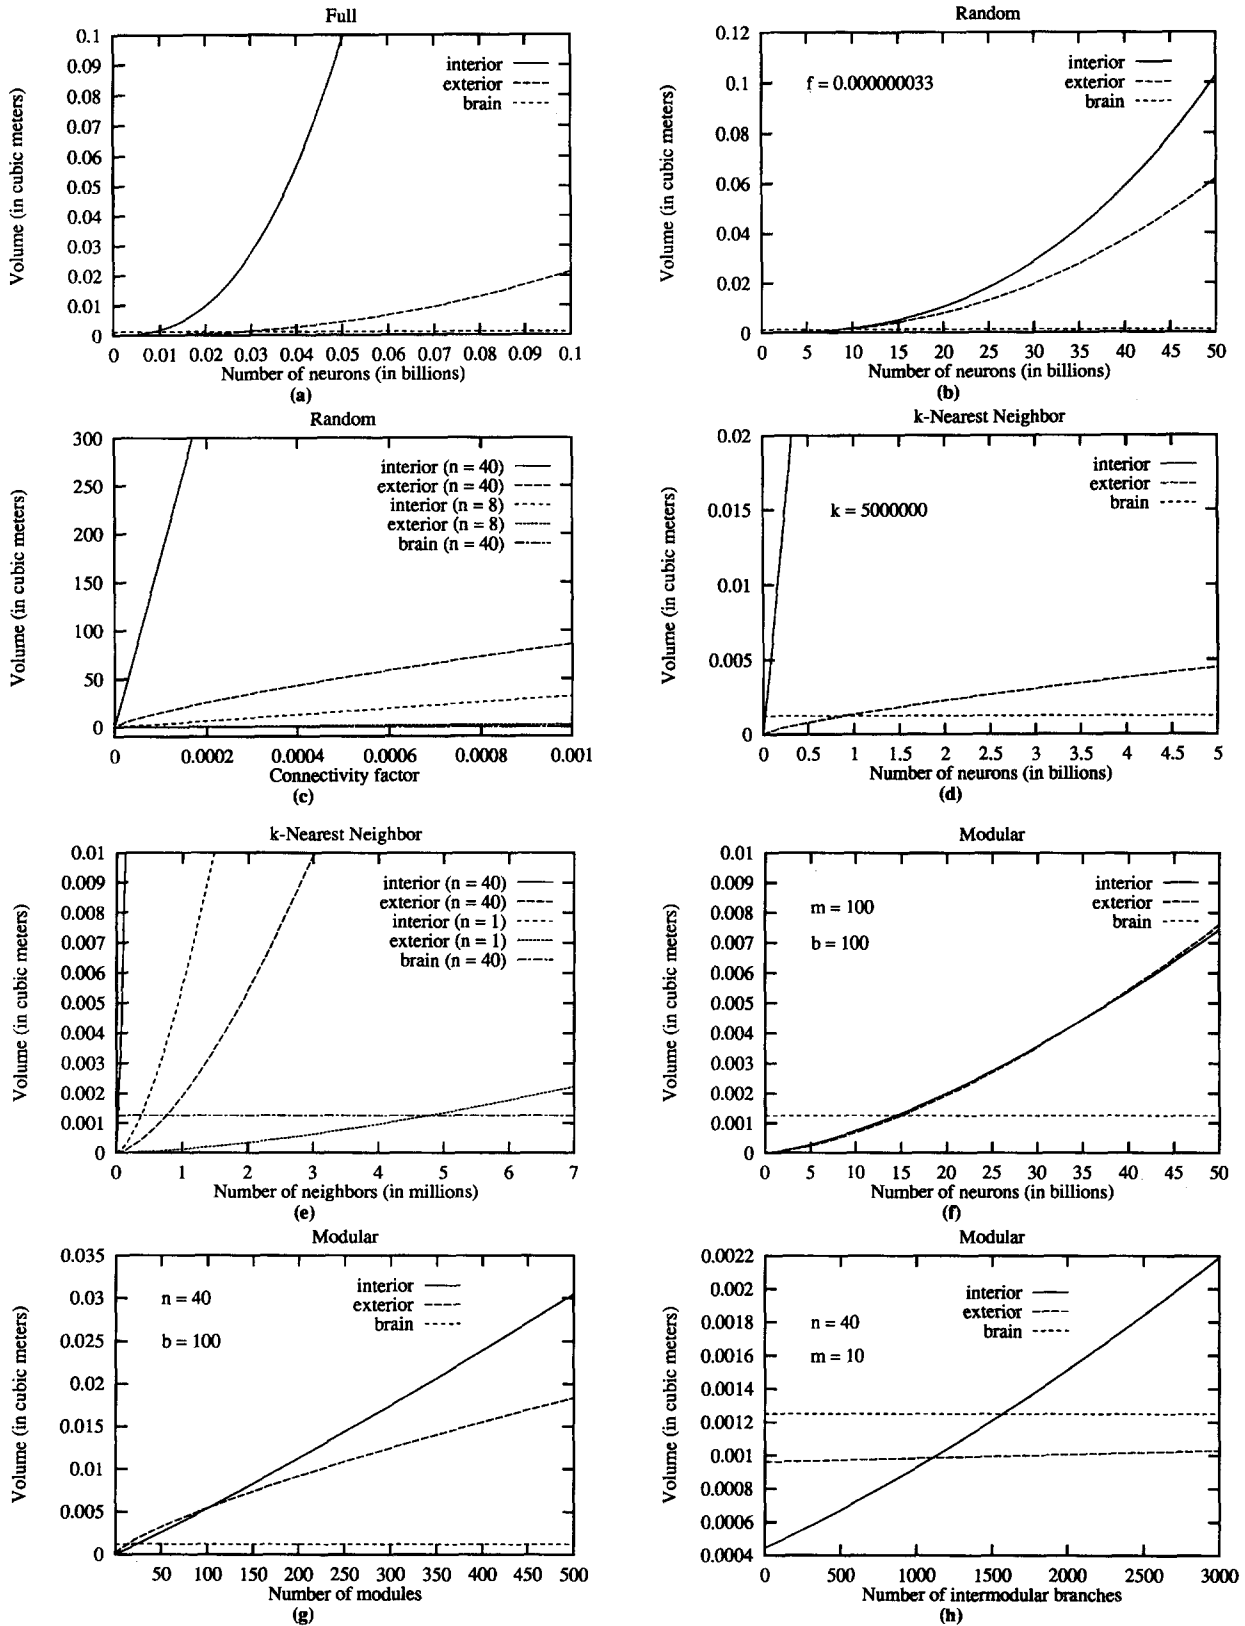 Full
Volume (in cubic meters)
0.1
0.09
0.08
0.07
0.06
0.05
0.04
0.03
0.02
0.01
0
interior
exterior
brain
0 0.01 0.02 0.03 0.04 0.05 0.06 0.07 0.08 0.09 0.1
Number of neurons (in billions)
(a)
Random
Volume (in cubic meters)
0.12
0.1
0.08
0.06
0.04
0.02
0
f = 0.000000033
interior
exterior
brain
0 5 10 15 20 25 30 35 40 45 50
Number of neurons (in billions)
(b)
Random
Volume (in cubic meters)
300
250
200
150
100
50
0
interior (n = 40)
exterior (n = 40)
interior (n = 8)
exterior (n = 8)
brain (n = 40)
0 0.0002 0.0004 0.0006 0.0008 0.001
Connectivity factor
(c)
k-Nearest Neighbor
Volume (in cubic meters)
0.02
0.015
0.01
0.005
0
k = 5000000
interior
exterior
brain
0 0.5 1 1.5 2 2.5 3 3.5 4 4.5 5
Number of neurons (in billions)
(d)
k-Nearest Neighbor
Volume (in cubic meters)
0.01
0.009
0.008
0.007
0.006
0.005
0.004
0.003
0.002
0.001
0
interior (n = 40)
exterior (n = 40)
interior (n = 1)
exterior (n = 1)
brain (n = 40)
0 1 2 3 4 5 6 7
Number of neighbors (in millions)
(e)
Modular
Volume (in cubic meters)
0.01
0.009
0.008
0.007
0.006
0.005
0.004
0.003
0.002
0.001
0
m = 100
b = 100
interior
exterior
brain
0 5 10 15 20 25 30 35 40 45 50
Number of neurons (in billions)
(f)
Modular
Volume (in cubic meters)
0.035
0.03
0.025
0.02
0.015
0.01
0.005
0
n = 40
b = 100
interior
exterior
brain
50 100 150 200 250 300 350 400 450 500
Number of modules
(g)
Modular
Volume (in cubic meters)
0.0022
0.002
0.0018
0.0016
0.0014
0.0012
0.001
0.0008
0.0006
0.0004
n = 40
m = 10
interior
exterior
brain
0 500 1000 1500 2000 2500 3000
Number of intermodular branches
(h)